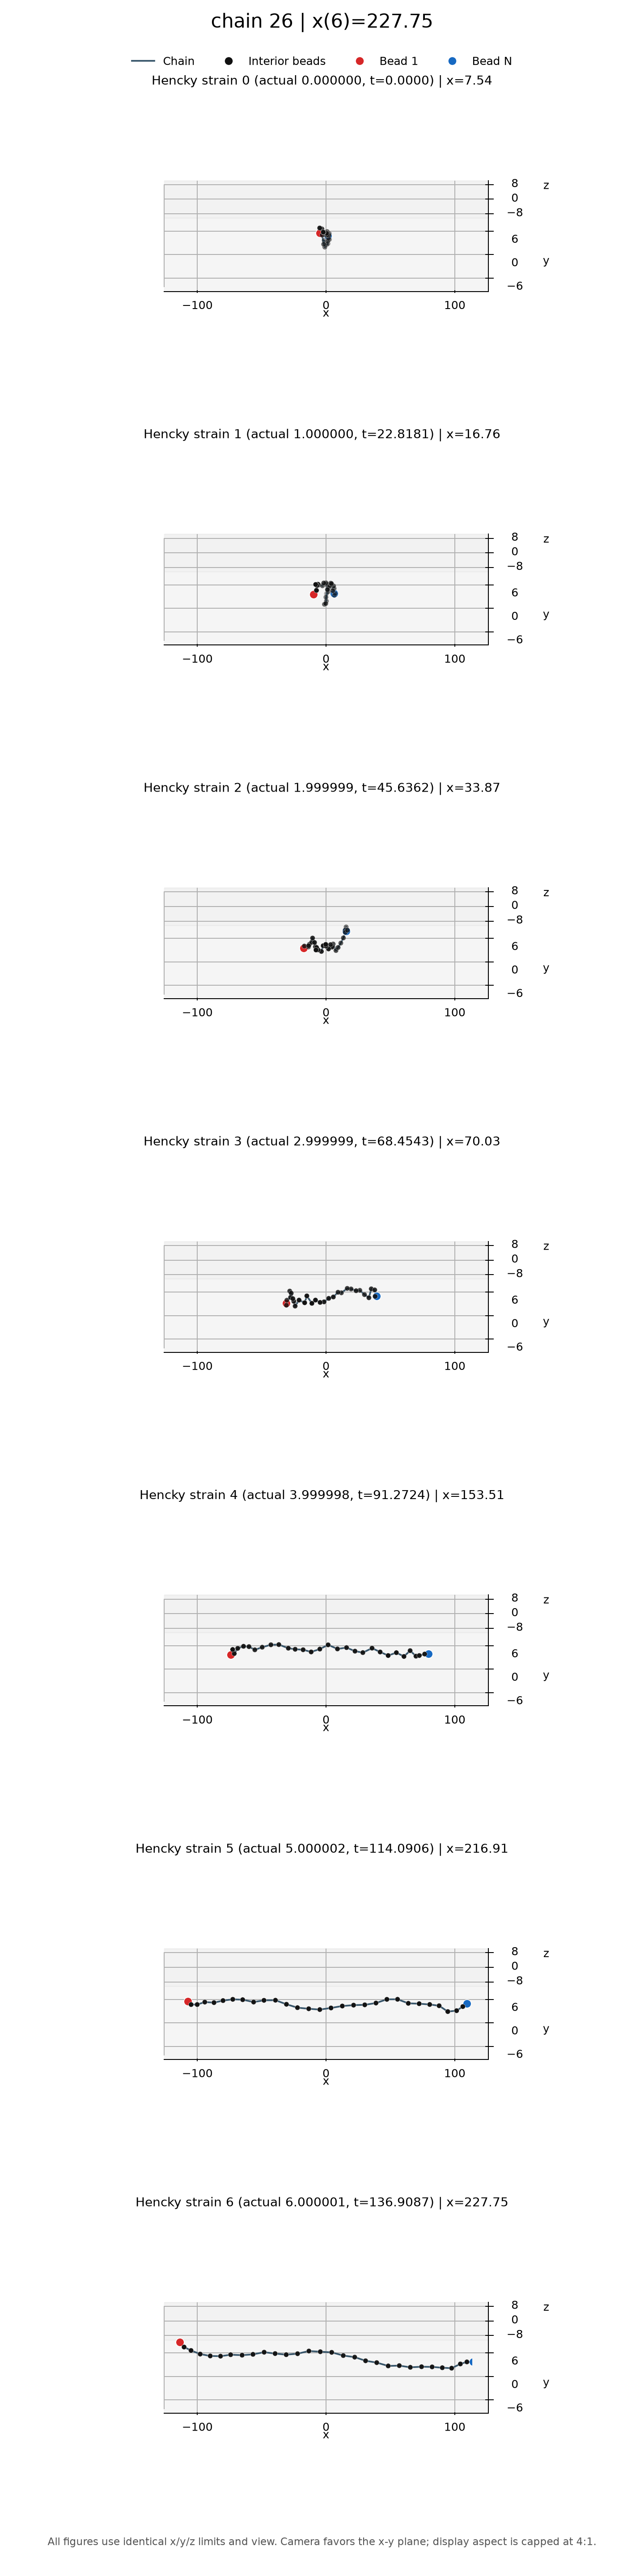 chain 26 | x(6)=227.75
Chain Interior beads Bead 1 Bead N
Hencky strain 0 (actual 0.000000, t=0.0000) | x=7.54
8 z
0
−8
6
0 y
−6
−100 0 100
x
Hencky strain 1 (actual 1.000000, t=22.8181) | x=16.76
8 z
0
−8
6
0 y
−6
−100 0 100
x
Hencky strain 2 (actual 1.999999, t=45.6362) | x=33.87
8 z
0
−8
6
0 y
−6
−100 0 100
x
Hencky strain 3 (actual 2.999999, t=68.4543) | x=70.03
8 z
0
−8
6
0 y
−6
−100 0 100
x
Hencky strain 4 (actual 3.999998, t=91.2724) | x=153.51
8 z
0
−8
6
0 y
−6
−100 0 100
x
Hencky strain 5 (actual 5.000002, t=114.0906) | x=216.91
8 z
0
−8
6
0 y
−6
−100 0 100
x
Hencky strain 6 (actual 6.000001, t=136.9087) | x=227.75
8 z
0
−8
6
0 y
−6
−100 0 100
x
All figures use identical x/y/z limits and view. Camera favors the x-y plane; display aspect is capped at 4:1.